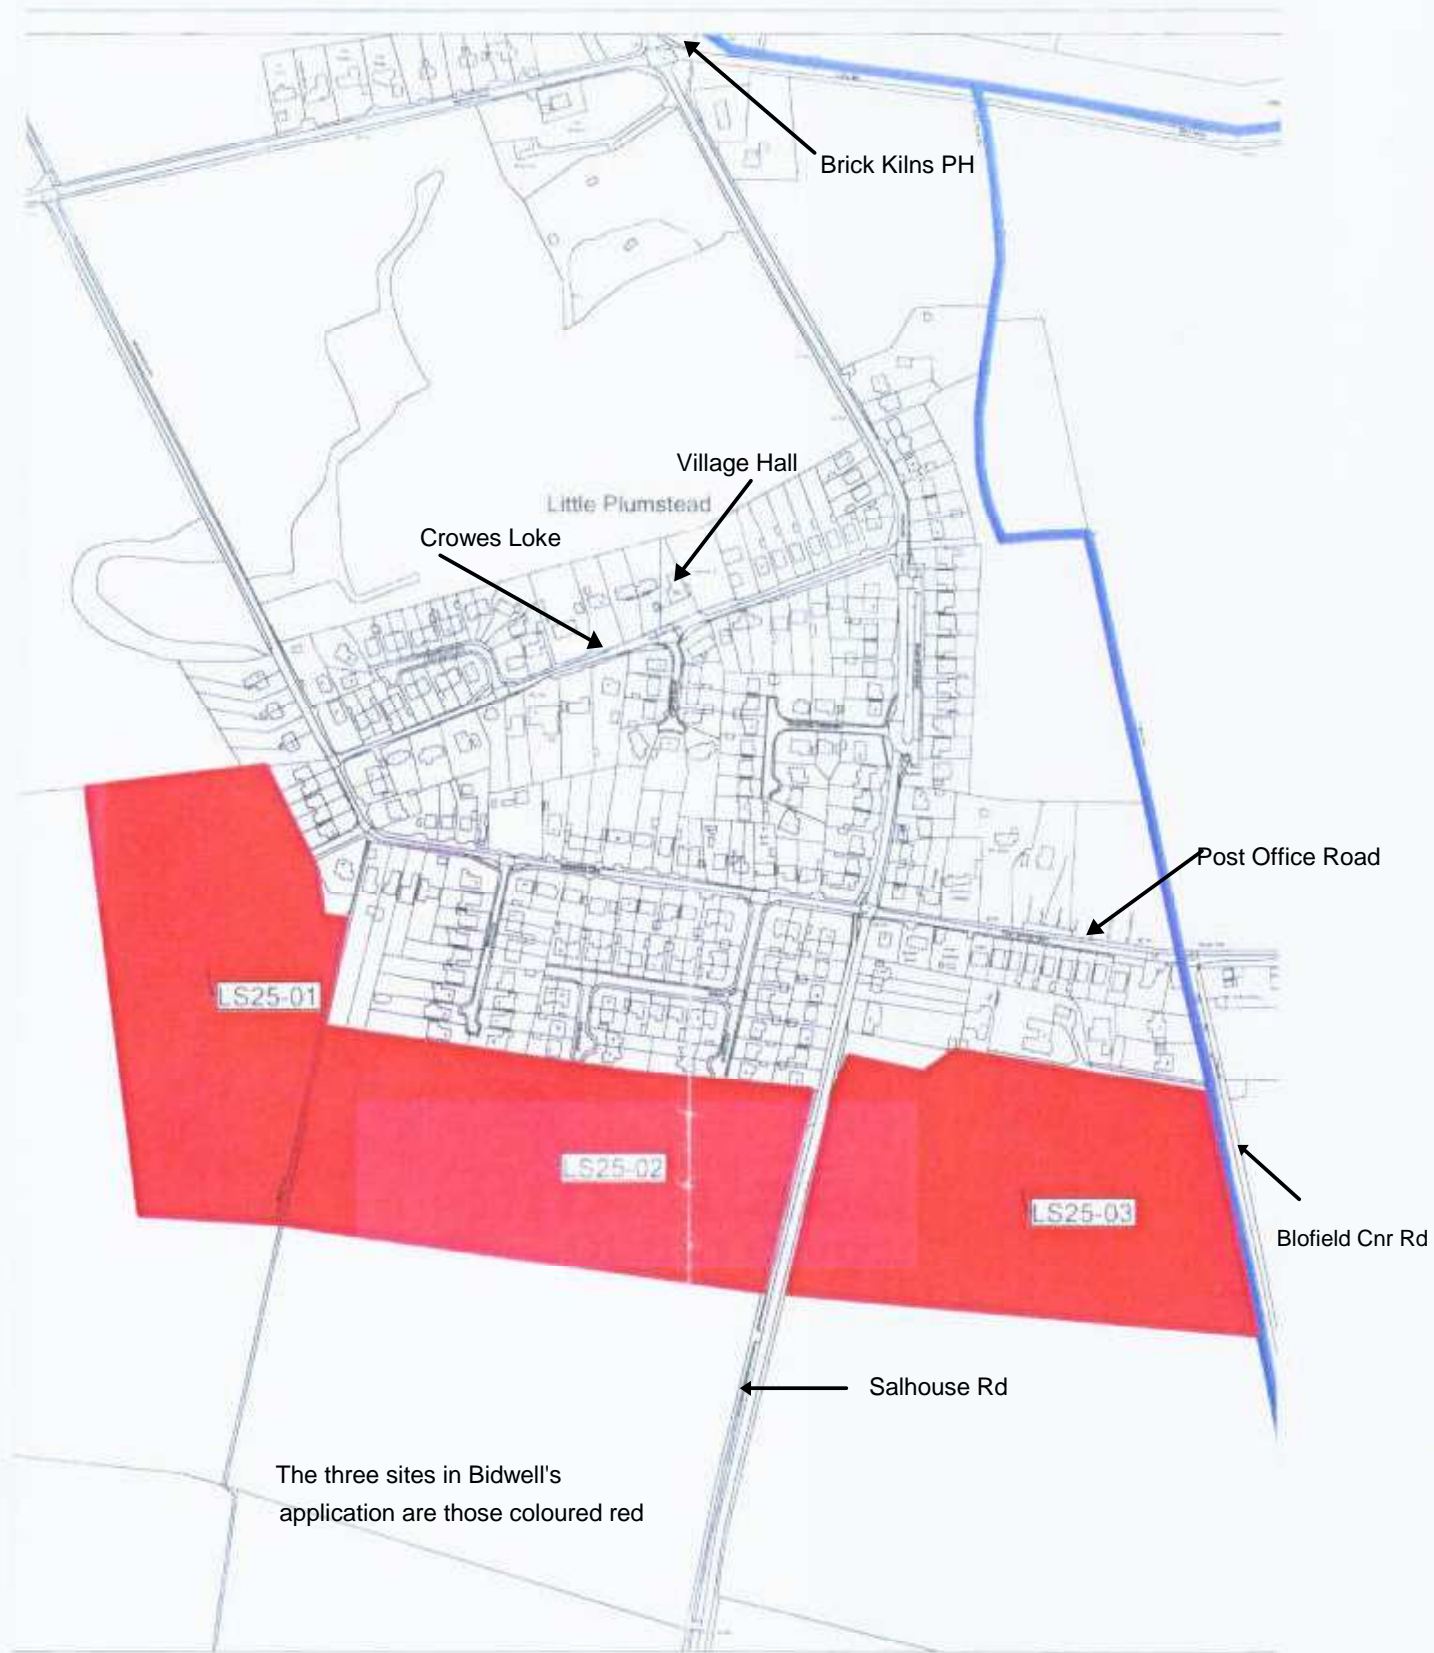 Brick Kilns PH
Village Hall
Little Plumstead
Crowes Loke
Post Office Road
LS25-01
LS25-02
LS25-03
Blofield Cnr Rd
Salhouse Rd
The three sites in Bidwell's
application are those coloured red